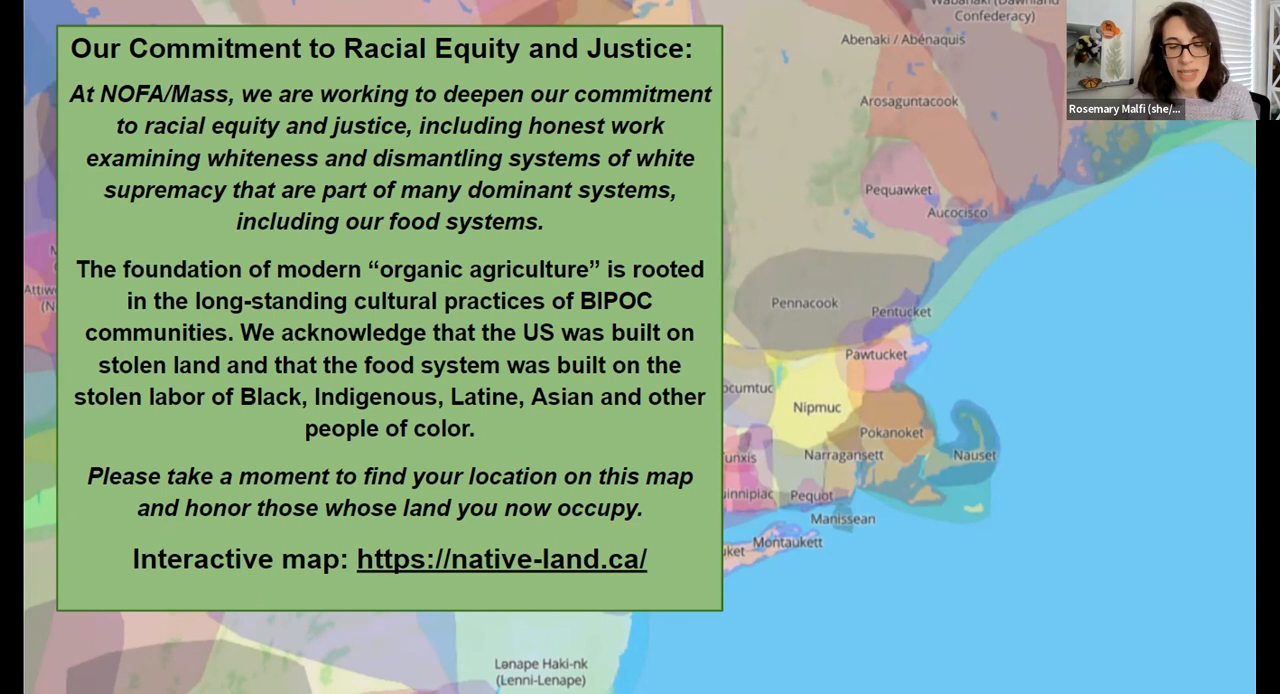 Our Commitment to Racial Equity and Justice:
At NOFA/Mass, we are working to deepen our commitment
to racial equity and justice, including honest work
examining whiteness and dismantling systems of white
supremacy that are part of many dominant systems,
including our food systems.
The foundation of modern “organic agriculture” is rooted
in the long-standing cultural practices of BIPOC
communities. We acknowledge that the US was built on
stolen land and that the food system was built on the
stolen labor of Black, Indigenous, Latine, Asian and other
people of color.
Please take a moment to find your location on this map
and honor those whose land you now occupy.
Interactive map: https://native-land.ca/
Confederacy)
Abenaki / Abénaquis
Arosaguntacook
Pequawket
Aucocisco
Pennacook
Pentucket
Pawtucket
ocumtuc
Nipmuc
Pokanoket
unxis
Narragansett
Nauset
uinnipiac
Pequot
Manissean
Montaukett
uket
Lənape Haki-nk
(Lenni-Lenape)
Attiw
(N
Rosemary Malfi (she/...